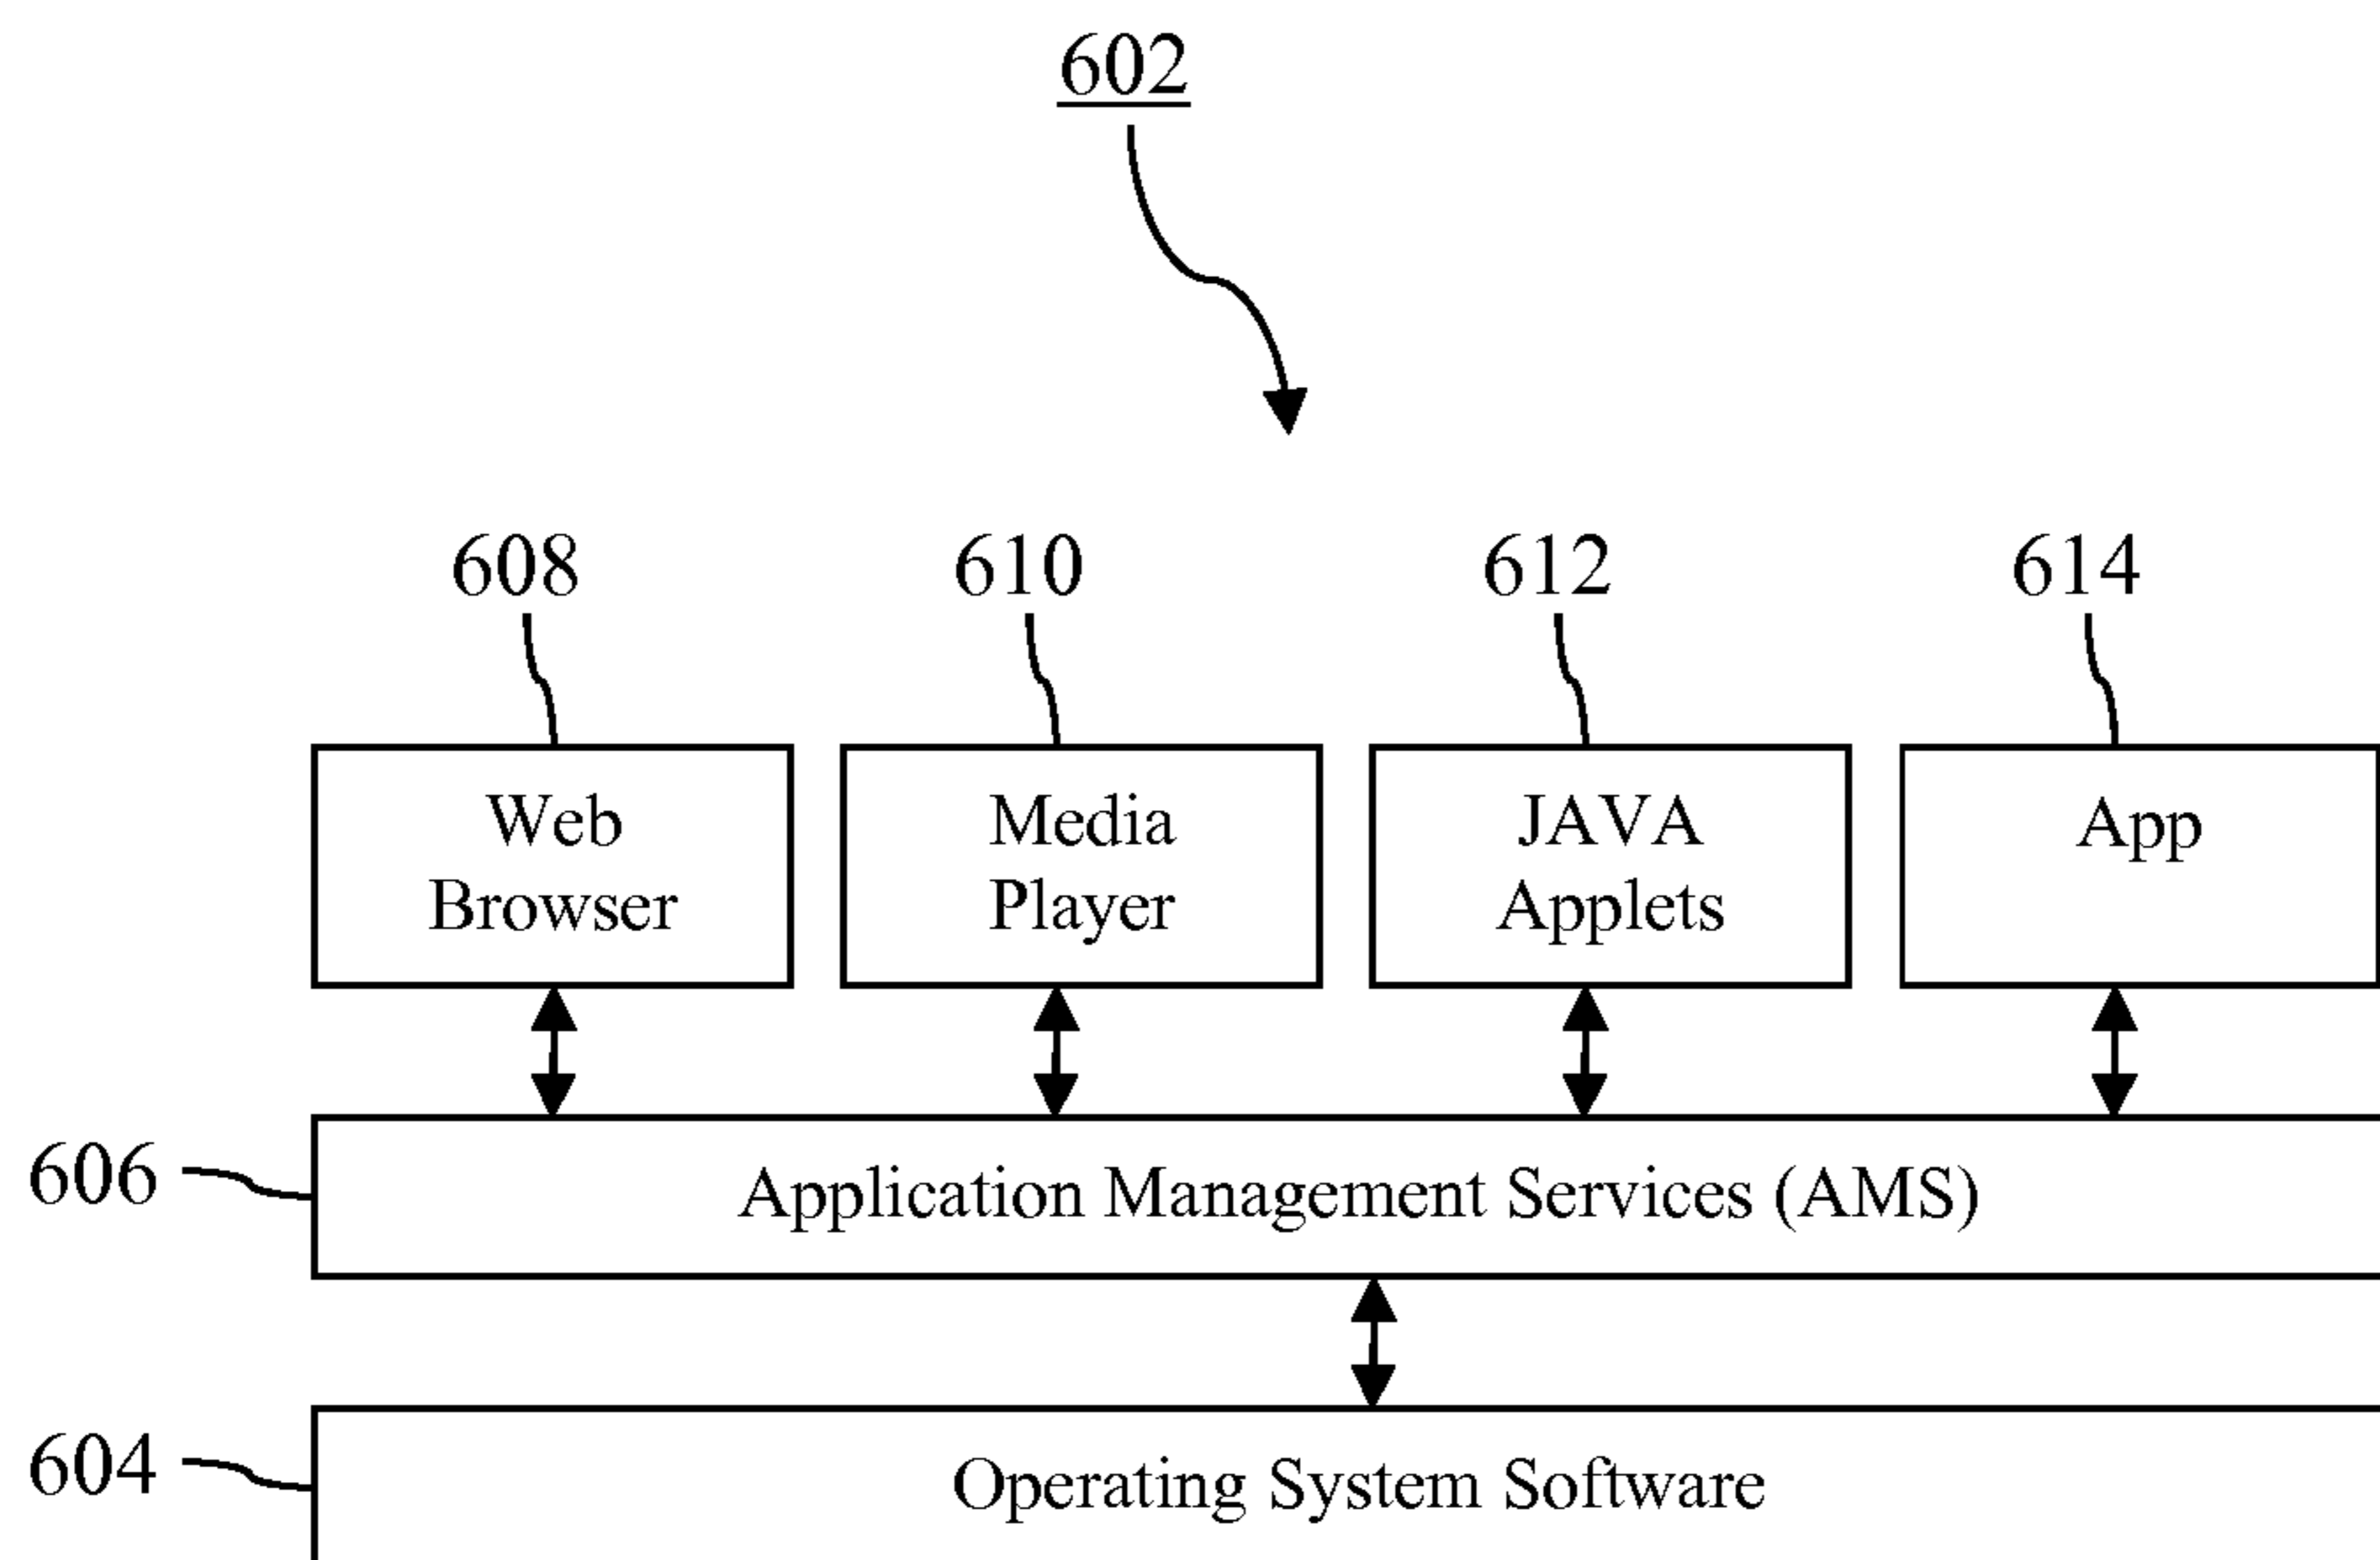 602
608
610
612
614
Web
Browser
Media
Player
JAVA
Applets
App
606
Application Management Services (AMS)
604
Operating System Software